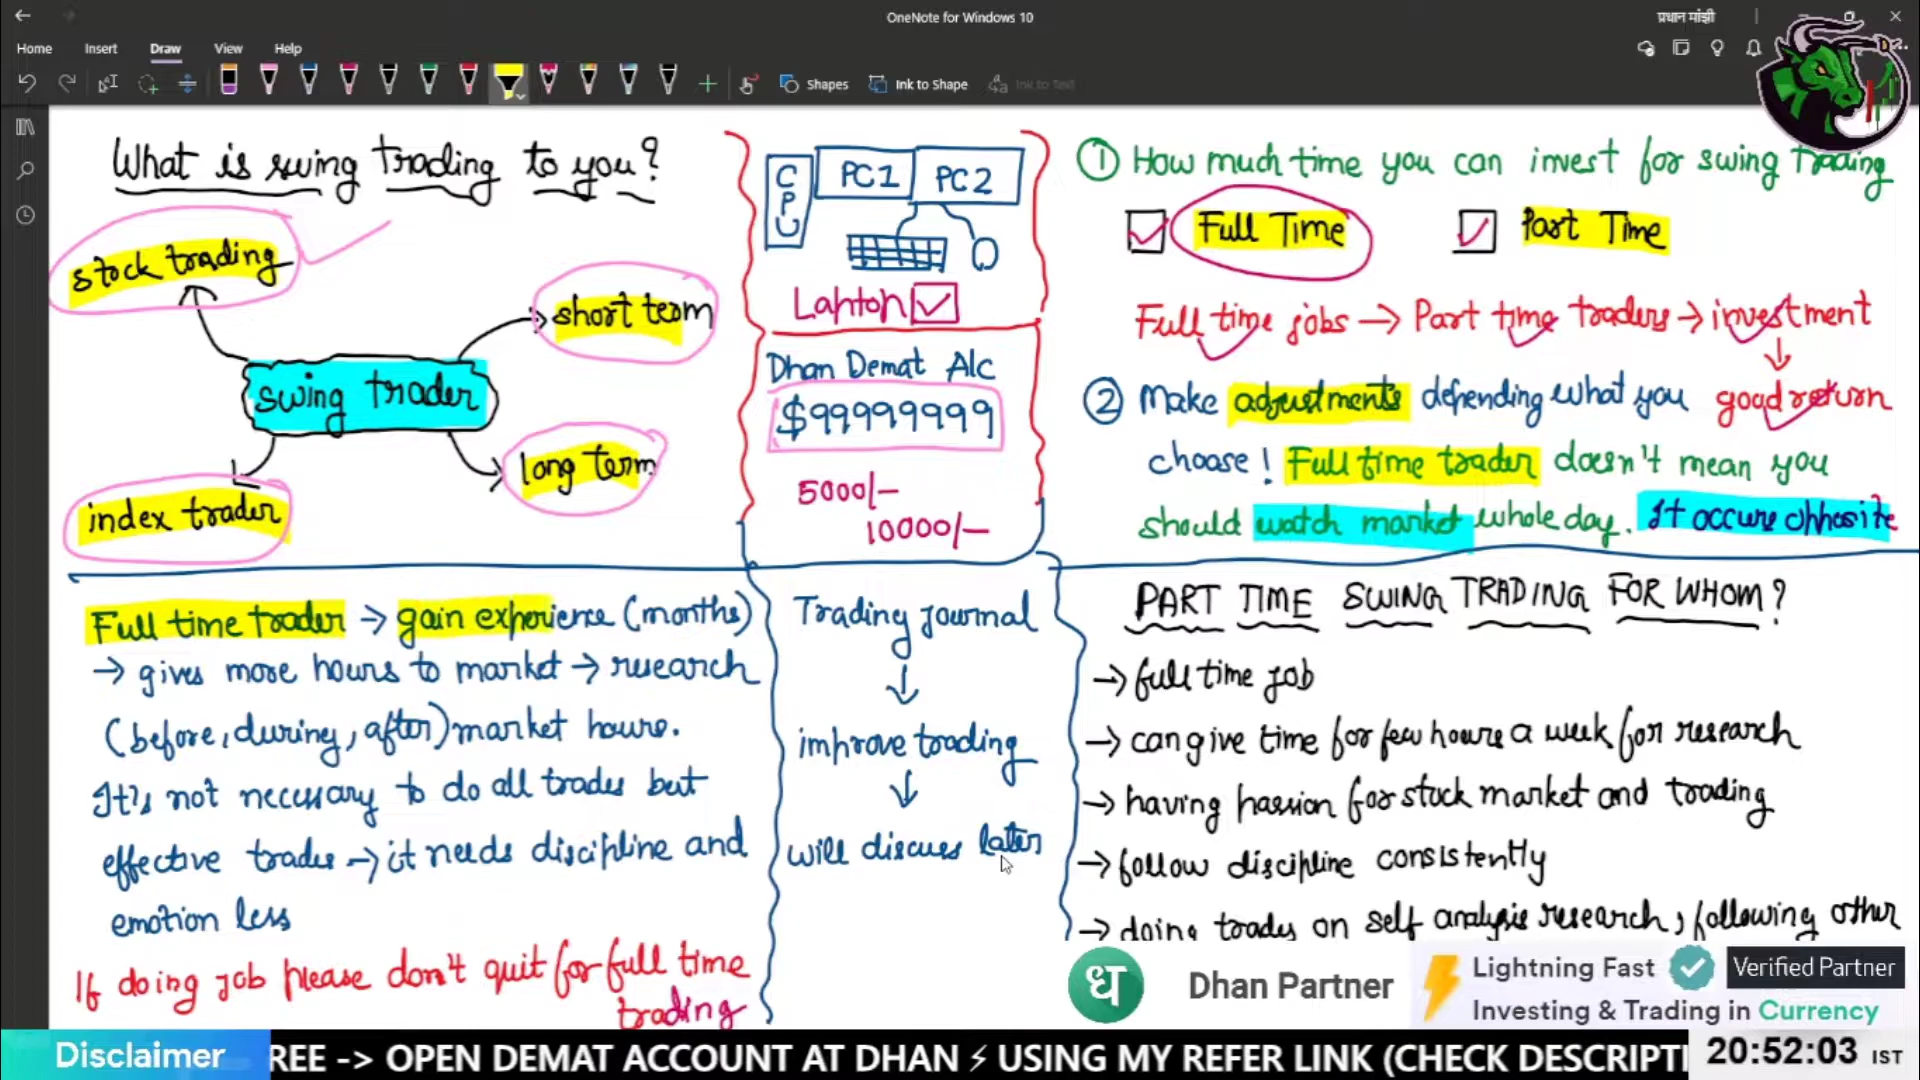 OneNote for Windows 10
प्रधान मांझी
Home Insert Draw View Help
Shapes Ink to Shape Ink to Text
What is swing trading to you?
stock trading
short term
swing trader
long term
index trader
CPU
PC1 PC2
Laptop
Dhan Demat A/c
$99999999
5000/-
10000/-
① How much time you can invest for swing trading
Full Time Part Time
Full time jobs → Part time traders → investment
↓
② Make adjustments depending what you good return
choose! Full time trader doesn't mean you
should watch market whole day. It occure opposite
Full time trader → gain experience (months)
→ gives more hours to market → research
(before, during, after) market hours.
It's not necessary to do all trades but
effective trades → it needs discipline and
emotion less
If doing job please don't quit for full time
trading
Trading Journal
↓
improve trading
↓
will discuss later
PART TIME SWING TRADING FOR WHOM?
→ full time job
→ can give time for few hours a week for research
→ having passion for stock market and trading
→ follow discipline consistently
→ doing trades on self analysis research, following other
ध Dhan Partner
Lightning Fast Verified Partner
Investing & Trading in Currency
Disclaimer REE -> OPEN DEMAT ACCOUNT AT DHAN ⚡ USING MY REFER LINK (CHECK DESCRIPTI
20:52:03 IST